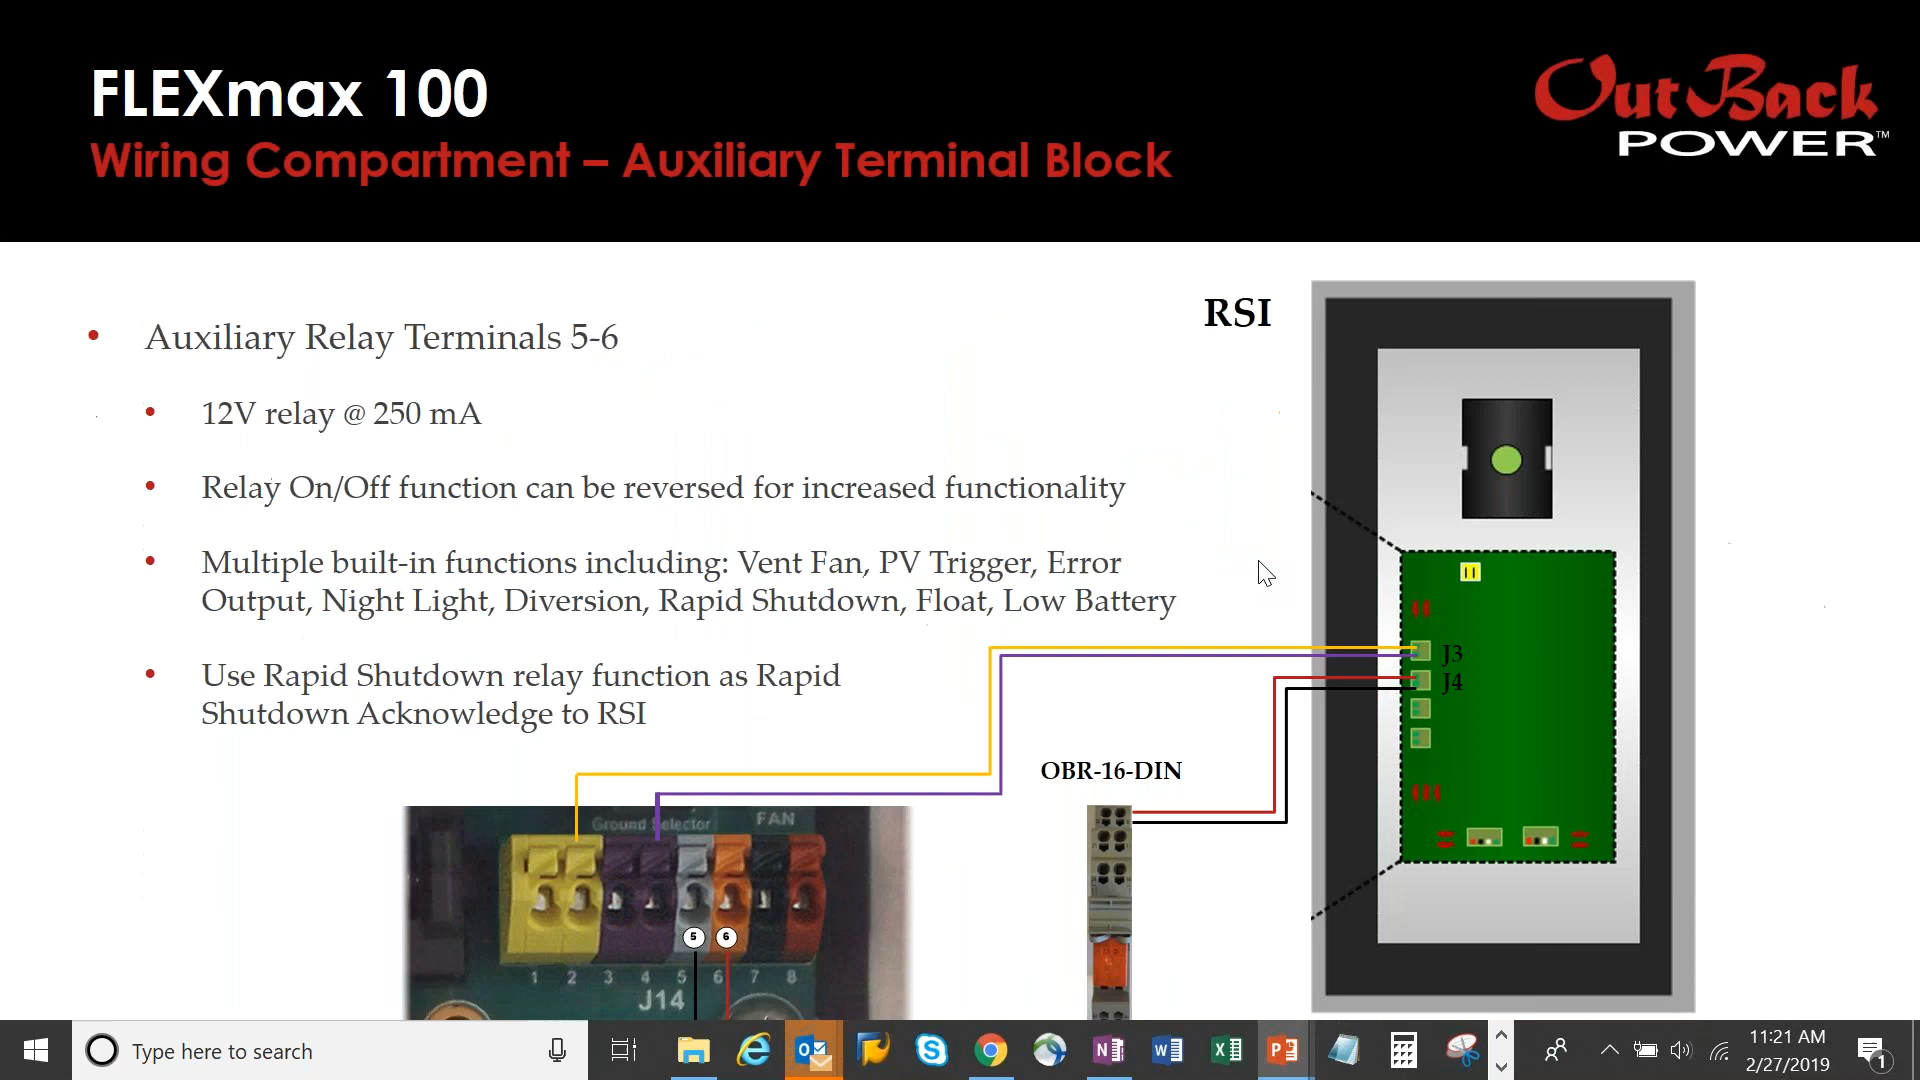 FLEXmax 100
Wiring Compartment – Auxiliary Terminal Block
OutBack
POWER™
• Auxiliary Relay Terminals 5-6
• 12V relay @ 250 mA
• Relay On/Off function can be reversed for increased functionality
• Multiple built-in functions including: Vent Fan, PV Trigger, Error
Output, Night Light, Diversion, Rapid Shutdown, Float, Low Battery
• Use Rapid Shutdown relay function as Rapid
Shutdown Acknowledge to RSI
RSI
J3
J4
OBR-16-DIN
Ground Selector
FAN
5 6
1 2 3 4 5 6 7 8
J14
Type here to search
11:21 AM
2/27/2019
1